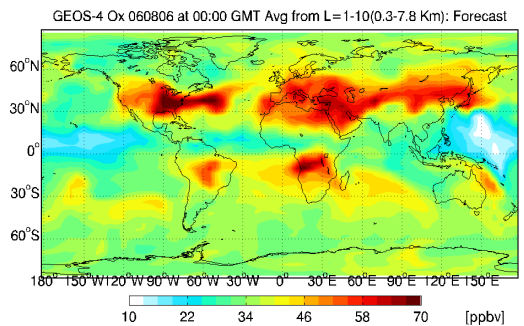 GEOS-4 Ox 060806 at 00:00 GMT Avg from L=1-10(0.3-7.8 Km): Forecast
60°N
30°N
0°
30°S
60°S
180° 150°W 120°W 90°W 60°W 30°W 0° 30°E 60°E 90°E 120°E 150°E
10 22 34 46 58 70 [ppbv]